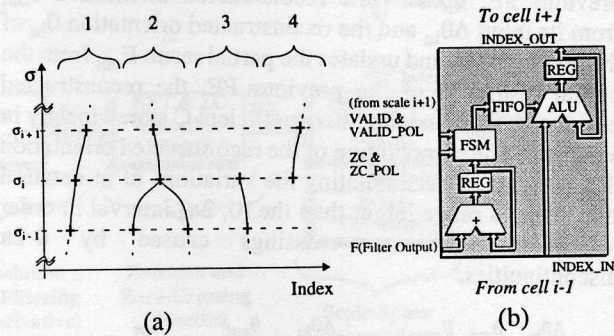 1 2 3 4
σ
σi+1
σi
σi-1
Index
(a)
To cell i+1
INDEX_OUT
REG
ALU
FIFO
(from scale i+1)
VALID &
VALID_POL
ZC &
ZC_POL
FSM
REG
F(Filter Output)
INDEX_IN
From cell i-1
(b)